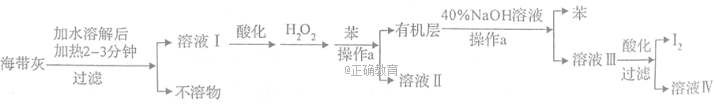 海带灰
加水溶解后
加热2-3分钟
过滤
溶液Ⅰ
不溶物
酸化
H₂O₂
苯
操作a
有机层
溶液Ⅱ
40%NaOH溶液
操作a
苯
溶液Ⅲ
酸化
过滤
I₂
溶液Ⅳ
@正确教育